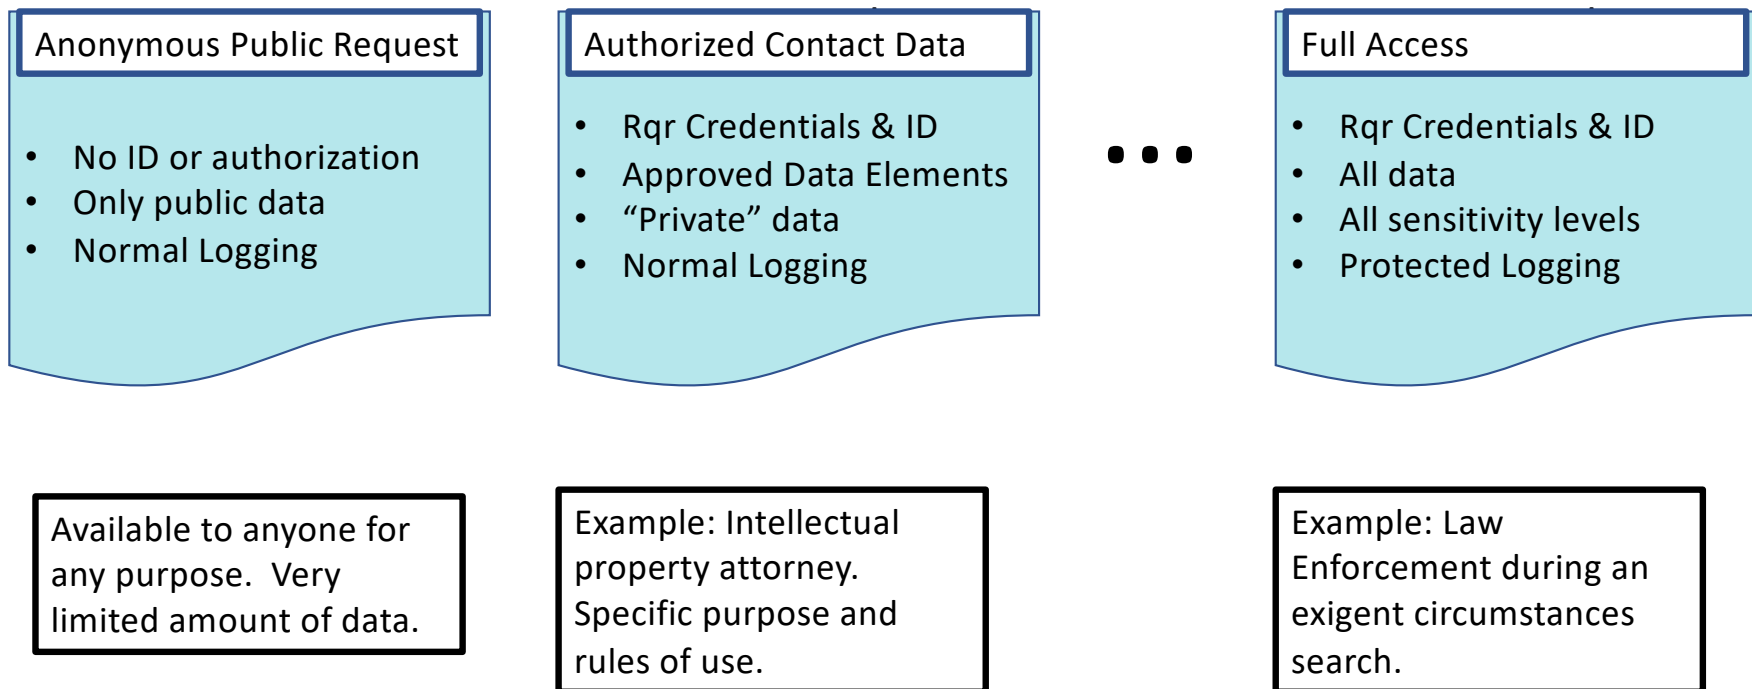 Anonymous Public Request
• No ID or authorization
• Only public data
• Normal Logging
Available to anyone for
any purpose.  Very
limited amount of data.
Authorized Contact Data
• Rqr Credentials & ID
• Approved Data Elements
• “Private” data
• Normal Logging
Example: Intellectual
property attorney.
Specific purpose and
rules of use.
...
Full Access
• Rqr Credentials & ID
• All data
• All sensitivity levels
• Protected Logging
Example: Law
Enforcement during an
exigent circumstances
search.